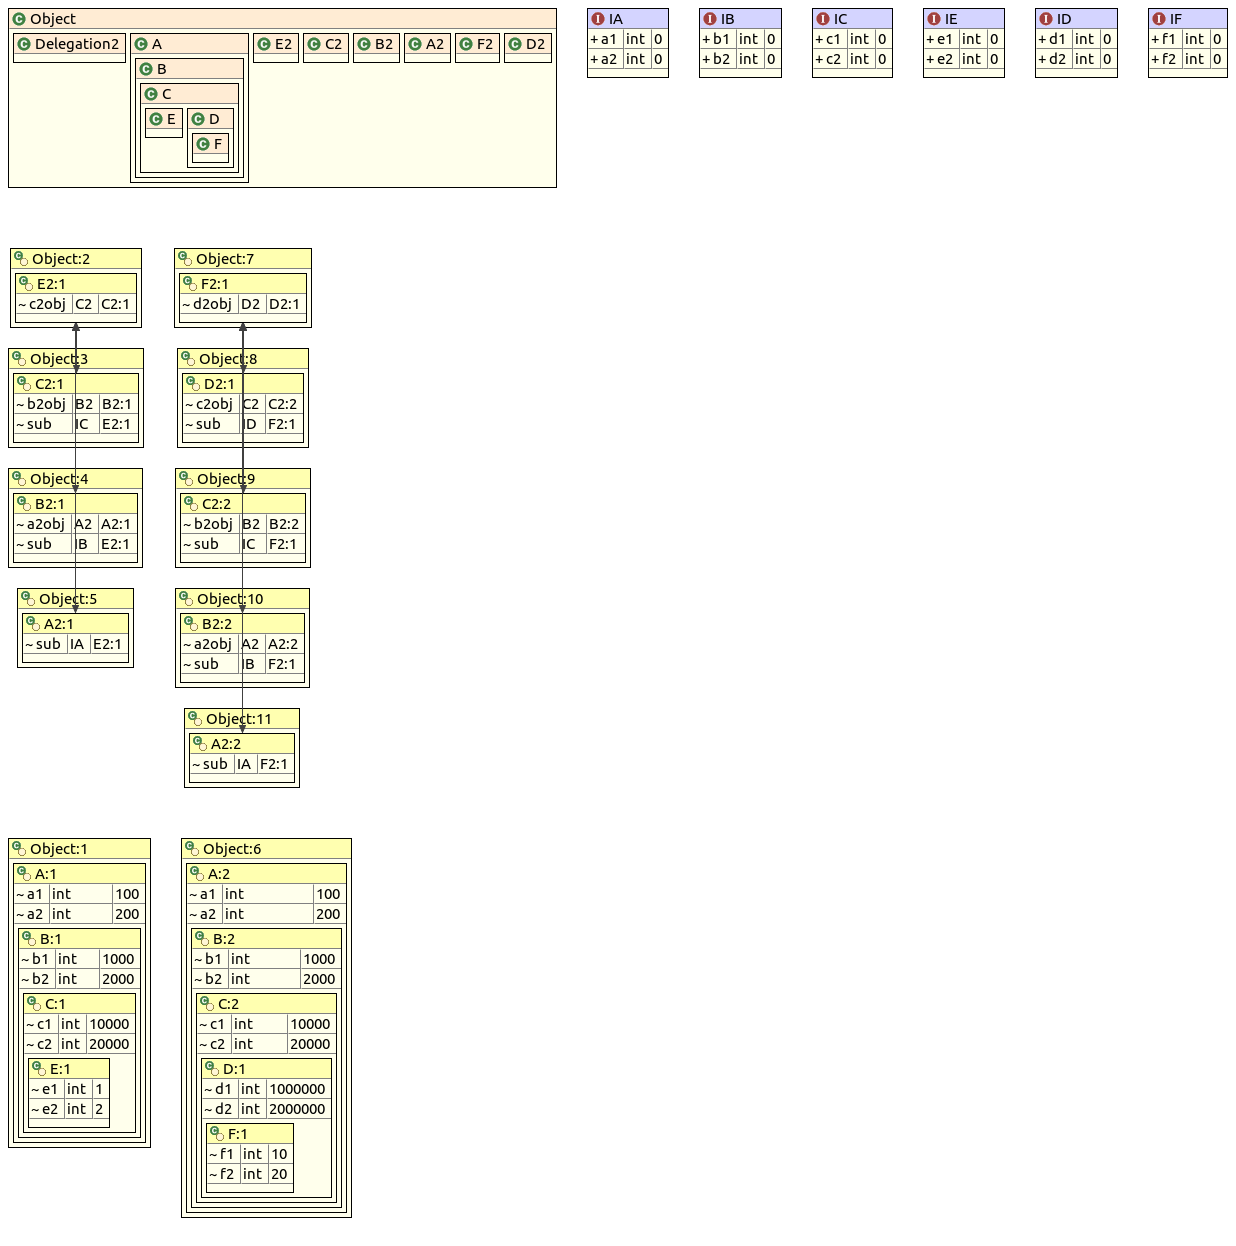 Object
Delegation2 A E2 C2 B2 A2 F2 D2
B
C
E D
F
IA
+ a1 int 0
+ a2 int 0
IB
+ b1 int 0
+ b2 int 0
IC
+ c1 int 0
+ c2 int 0
IE
+ e1 int 0
+ e2 int 0
ID
+ d1 int 0
+ d2 int 0
IF
+ f1 int 0
+ f2 int 0
Object:2
E2:1
~ c2obj C2 C2:1
Object:3
C2:1
~ b2obj B2 B2:1
~ sub IC E2:1
Object:4
B2:1
~ a2obj A2 A2:1
~ sub IB E2:1
Object:5
A2:1
~ sub IA E2:1
Object:7
F2:1
~ d2obj D2 D2:1
Object:8
D2:1
~ c2obj C2 C2:2
~ sub ID F2:1
Object:9
C2:2
~ b2obj B2 B2:2
~ sub IC F2:1
Object:10
B2:2
~ a2obj A2 A2:2
~ sub IB F2:1
Object:11
A2:2
~ sub IA F2:1
Object:1
A:1
~ a1 int 100
~ a2 int 200
B:1
~ b1 int 1000
~ b2 int 2000
C:1
~ c1 int 10000
~ c2 int 20000
E:1
~ e1 int 1
~ e2 int 2
Object:6
A:2
~ a1 int 100
~ a2 int 200
B:2
~ b1 int 1000
~ b2 int 2000
C:2
~ c1 int 10000
~ c2 int 20000
D:1
~ d1 int 1000000
~ d2 int 2000000
F:1
~ f1 int 10
~ f2 int 20